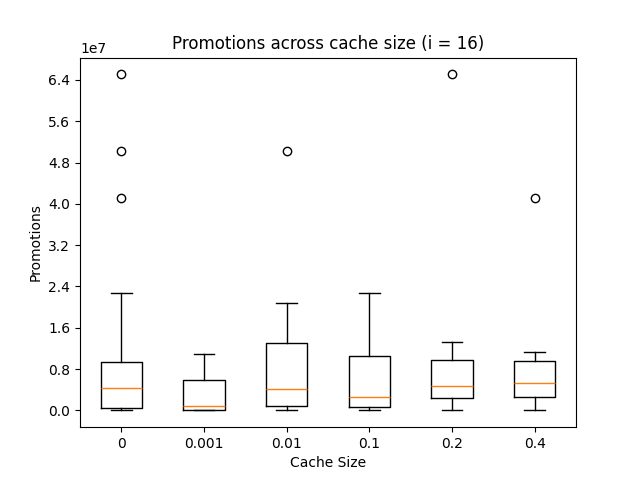 Promotions across cache size (i = 16)
1e7
6.4
5.6
4.8
4.0
3.2
2.4
1.6
0.8
0.0
Promotions
0 0.001 0.01 0.1 0.2 0.4
Cache Size